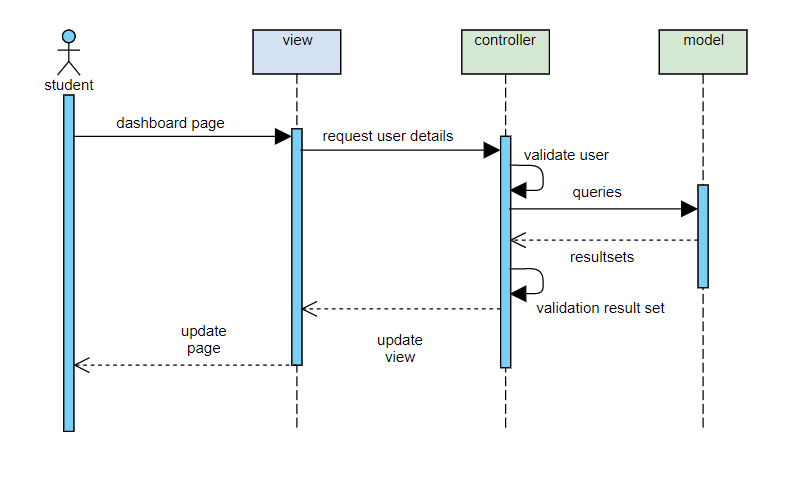 view
controller
model
student
dashboard page
request user details
validate user
queries
resultsets
validation result set
update
page
update
view